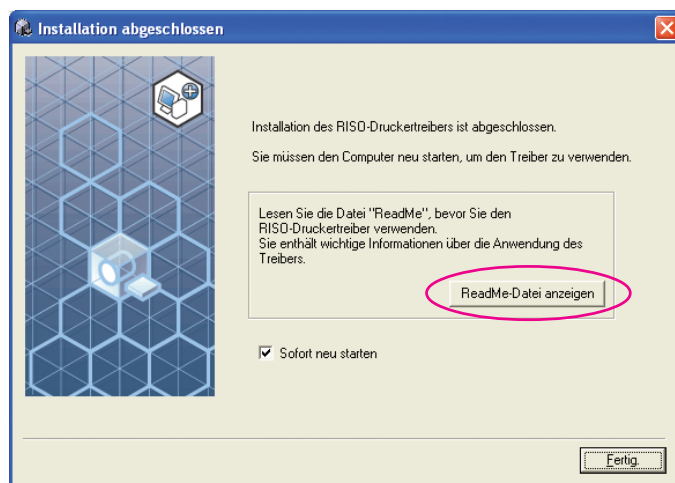 Installation abgeschlossen
Installation des RISO-Druckertreibers ist abgeschlossen.
Sie müssen den Computer neu starten, um den Treiber zu verwenden.
Lesen Sie die Datei "ReadMe", bevor Sie den
RISO-Druckertreiber verwenden.
Sie enthält wichtige Informationen über die Anwendung des
Treibers.
ReadMe-Datei anzeigen
Sofort neu starten
Fertig.